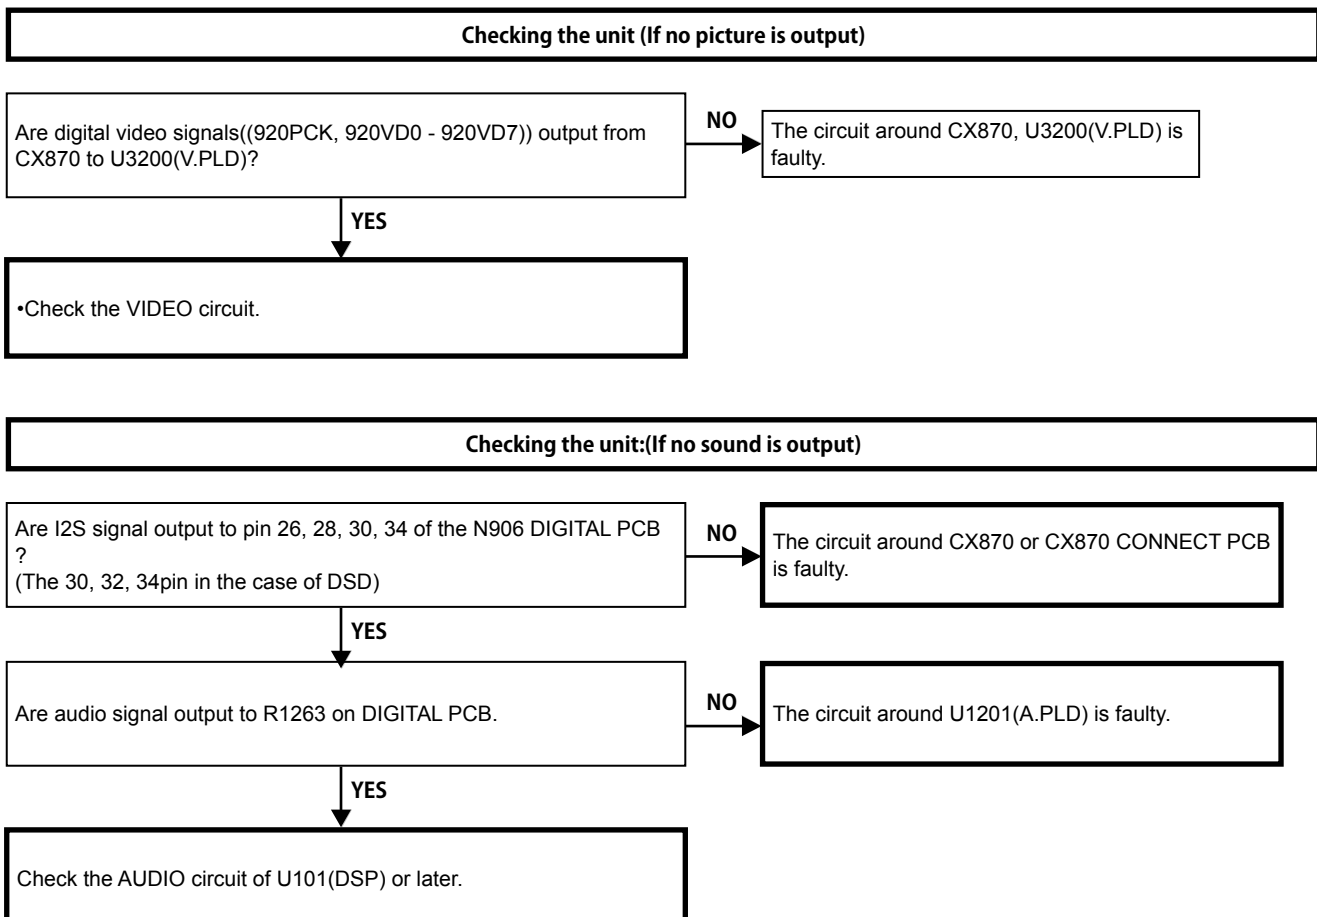 Checking the unit (If no picture is output)
Are digital video signals((920PCK, 920VD0 - 920VD7)) output from
CX870 to U3200(V.PLD)?
NO
The circuit around CX870, U3200(V.PLD) is
faulty.
YES
•Check the VIDEO circuit.
Checking the unit:(If no sound is output)
Are I2S signal output to pin 26, 28, 30, 34 of the N906 DIGITAL PCB
?
(The 30, 32, 34pin in the case of DSD)
NO
The circuit around CX870 or CX870 CONNECT PCB
is faulty.
YES
Are audio signal output to R1263 on DIGITAL PCB.
NO
The circuit around U1201(A.PLD) is faulty.
YES
Check the AUDIO circuit of U101(DSP) or later.